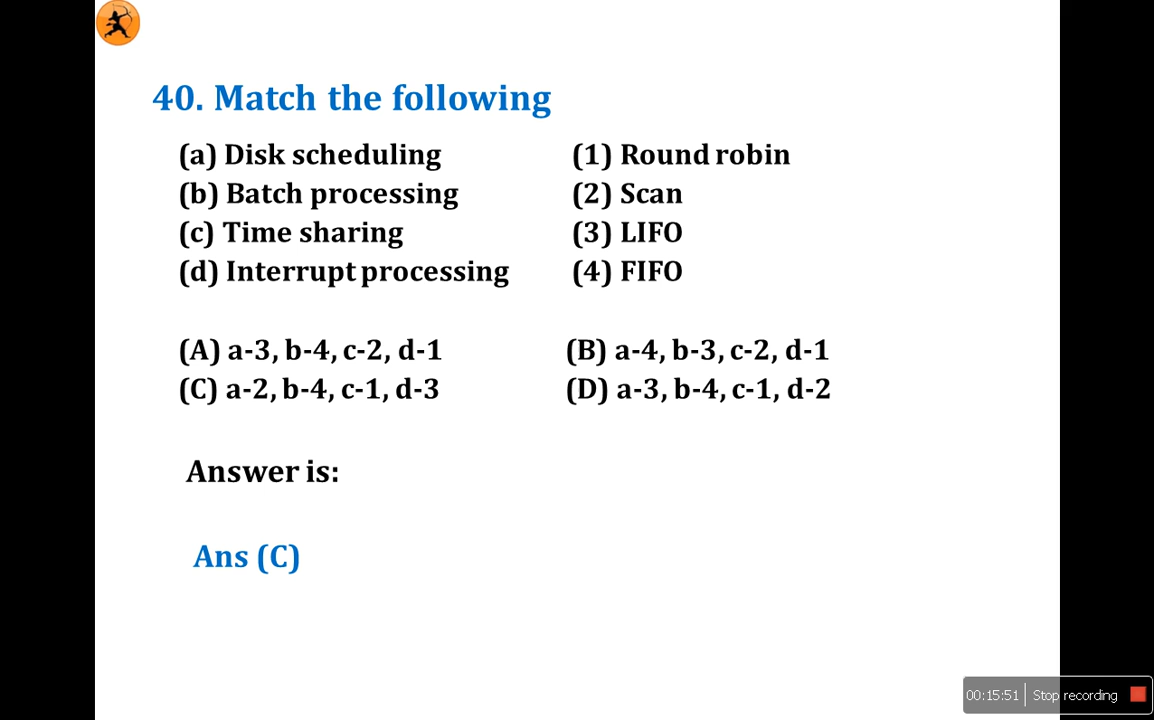 40. Match the following
(a) Disk scheduling (1) Round robin
(b) Batch processing (2) Scan
(c) Time sharing (3) LIFO
(d) Interrupt processing (4) FIFO
(A) a-3, b-4, c-2, d-1 (B) a-4, b-3, c-2, d-1
(C) a-2, b-4, c-1, d-3 (D) a-3, b-4, c-1, d-2
Answer is:
Ans (C)
00:15:51 Stop recording